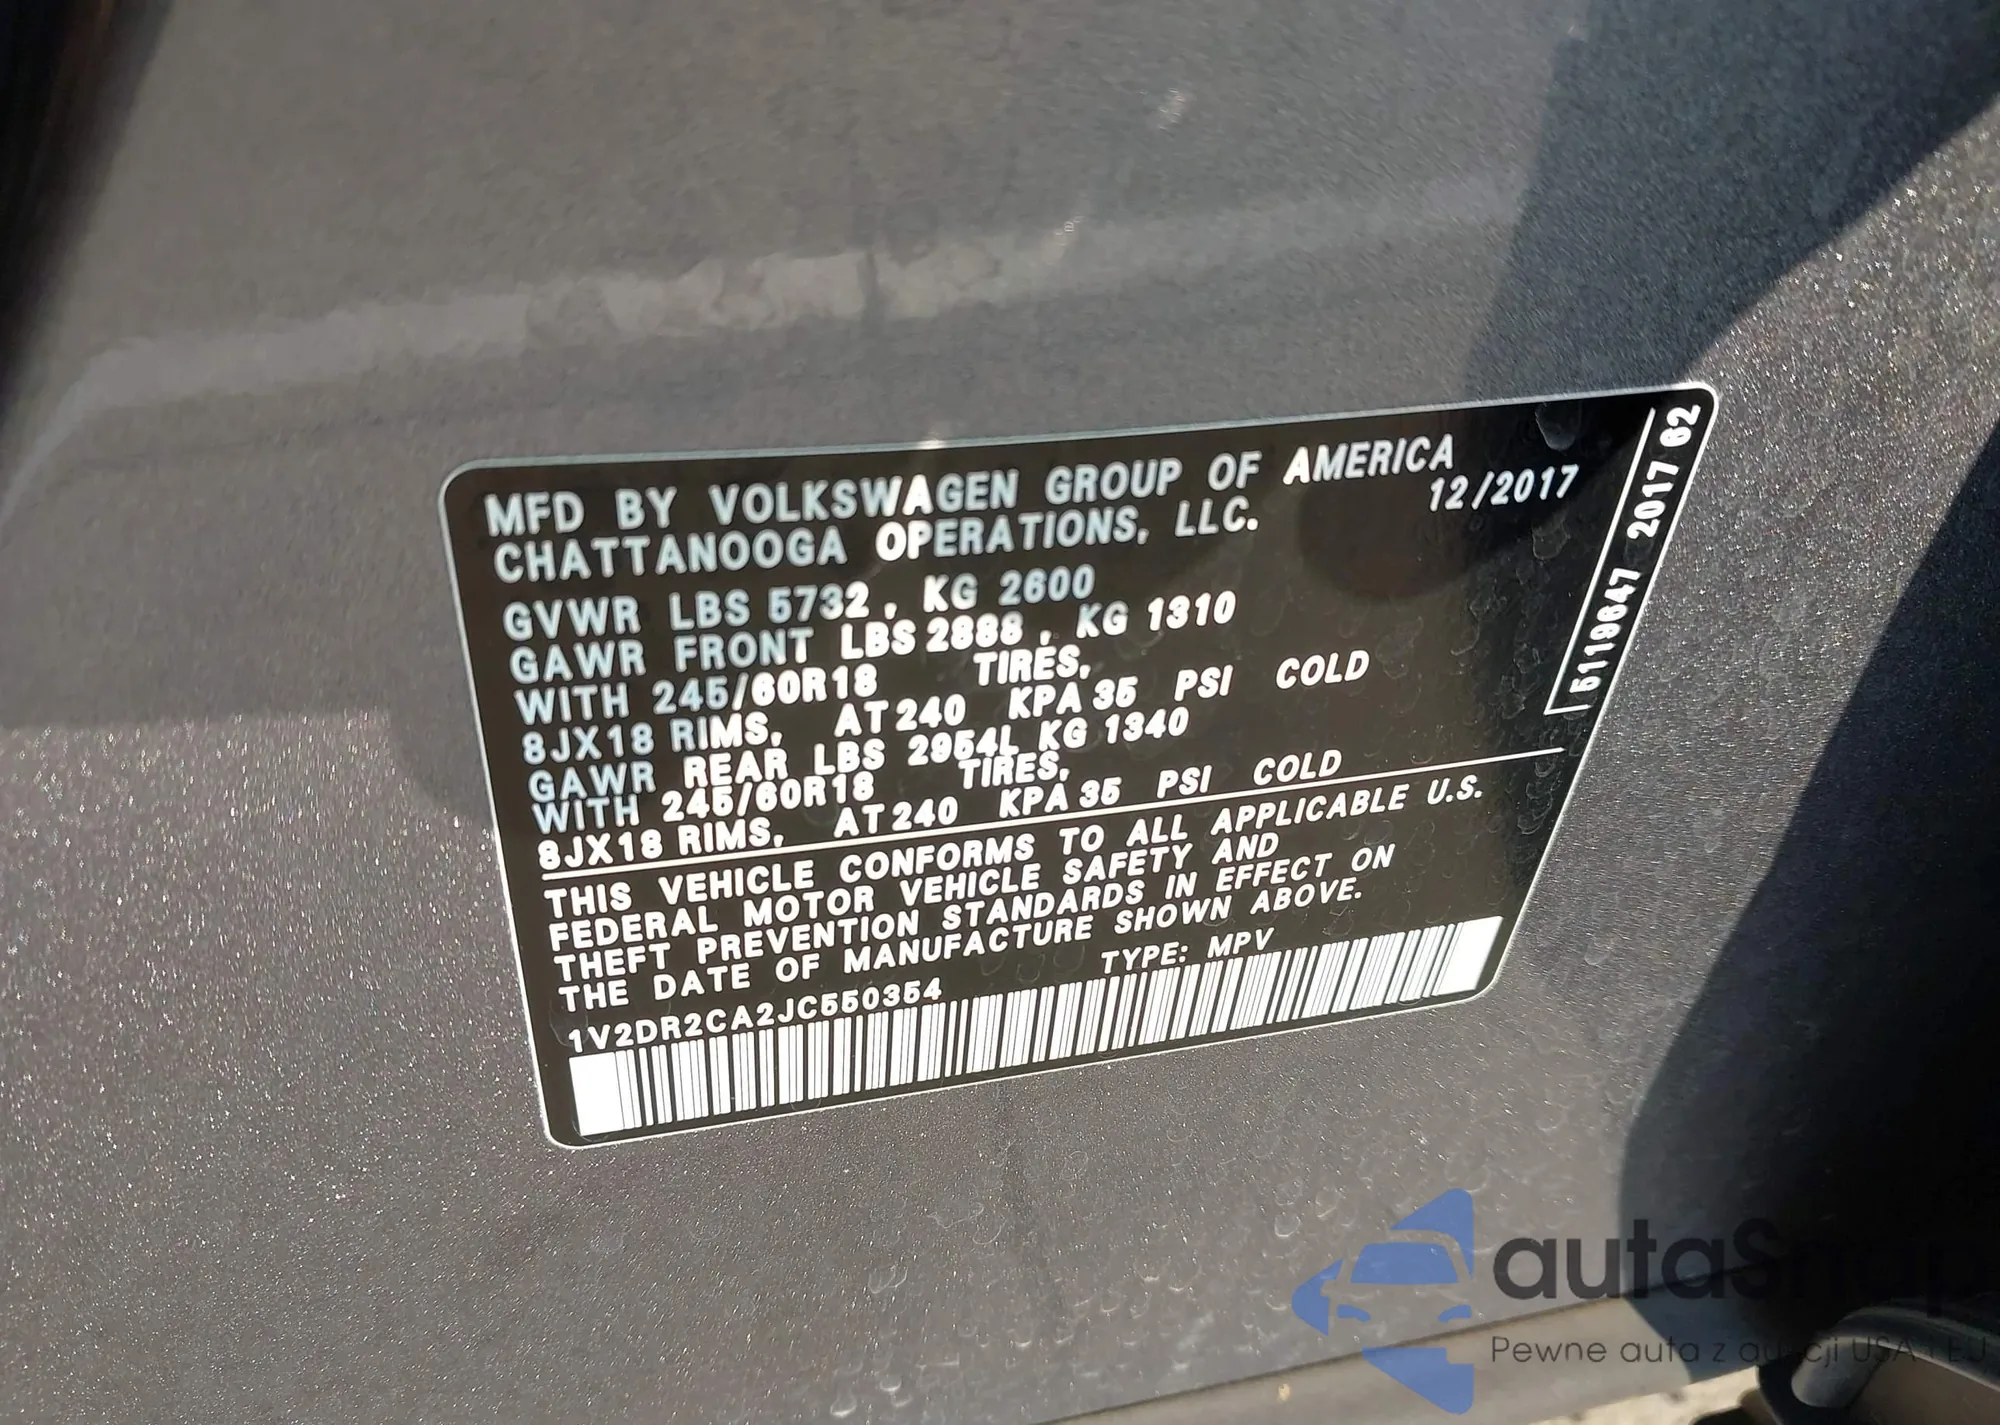 MFD BY VOLKSWAGEN GROUP OF AMERICA
CHATTANOOGA OPERATIONS, LLC. 12/2017
GVWR LBS 5732, KG 2600
GAWR FRONT LBS 2888, KG 1310
WITH 245/60R18 TIRES,
8JX18 RIMS, AT 240 KPA 35 PSI COLD
GAWR REAR LBS 2954L KG 1340
WITH 245/60R18 TIRES,
8JX18 RIMS, AT 240 KPA 35 PSI COLD
THIS VEHICLE CONFORMS TO ALL APPLICABLE U.S.
FEDERAL MOTOR VEHICLE SAFETY AND
THEFT PREVENTION STANDARDS IN EFFECT ON
THE DATE OF MANUFACTURE SHOWN ABOVE.
1V2DR2CA2JC550354 TYPE: MPV
5119647 2017 62
autaSnap
Pewne auta z aukcji USA i EU